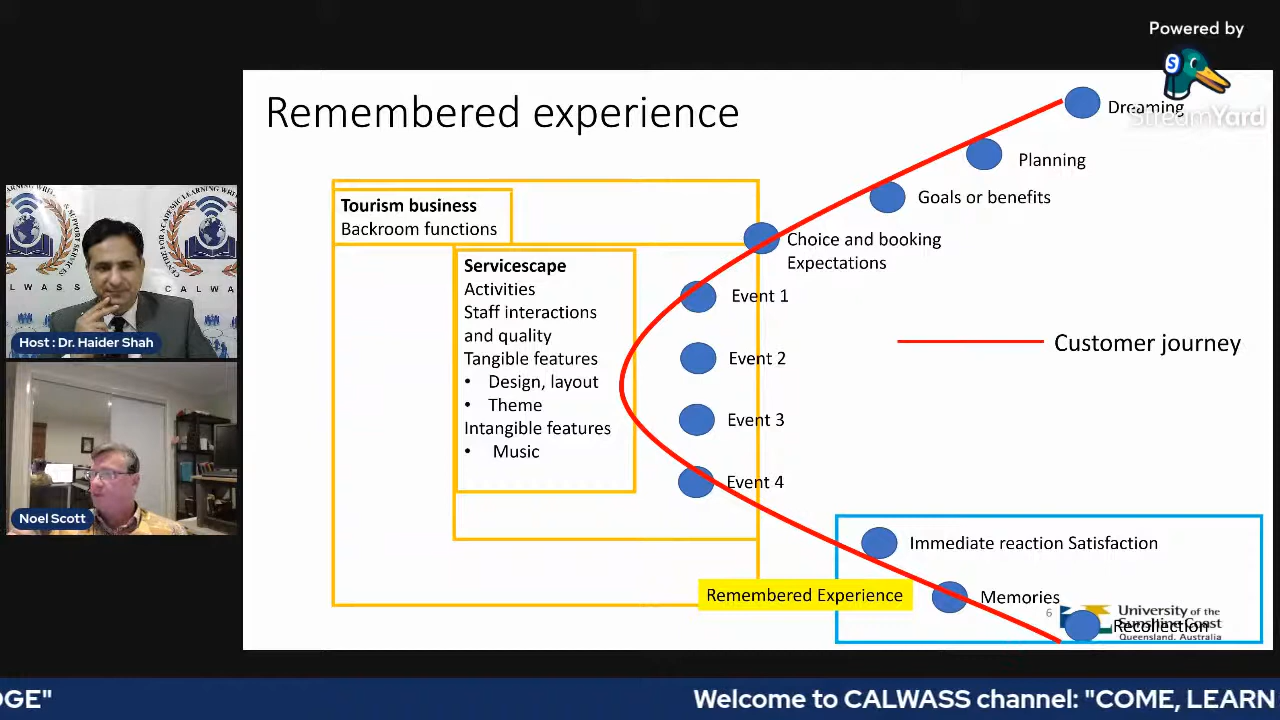 Powered by
StreamYard
Remembered experience
Dreaming
Planning
Goals or benefits
Choice and booking
Expectations
Event 1
Event 2
Event 3
Event 4
Customer journey
Tourism business
Backroom functions
Servicescape
Activities
Staff interactions
and quality
Tangible features
• Design, layout
• Theme
Intangible features
• Music
Immediate reaction Satisfaction
Remembered Experience
Memories
6
Recollection
University of the
Sunshine Coast
Queensland, Australia
CALWASS
Host : Dr. Haider Shah
Noel Scott
OGE"
Welcome to CALWASS channel: "COME, LEARN